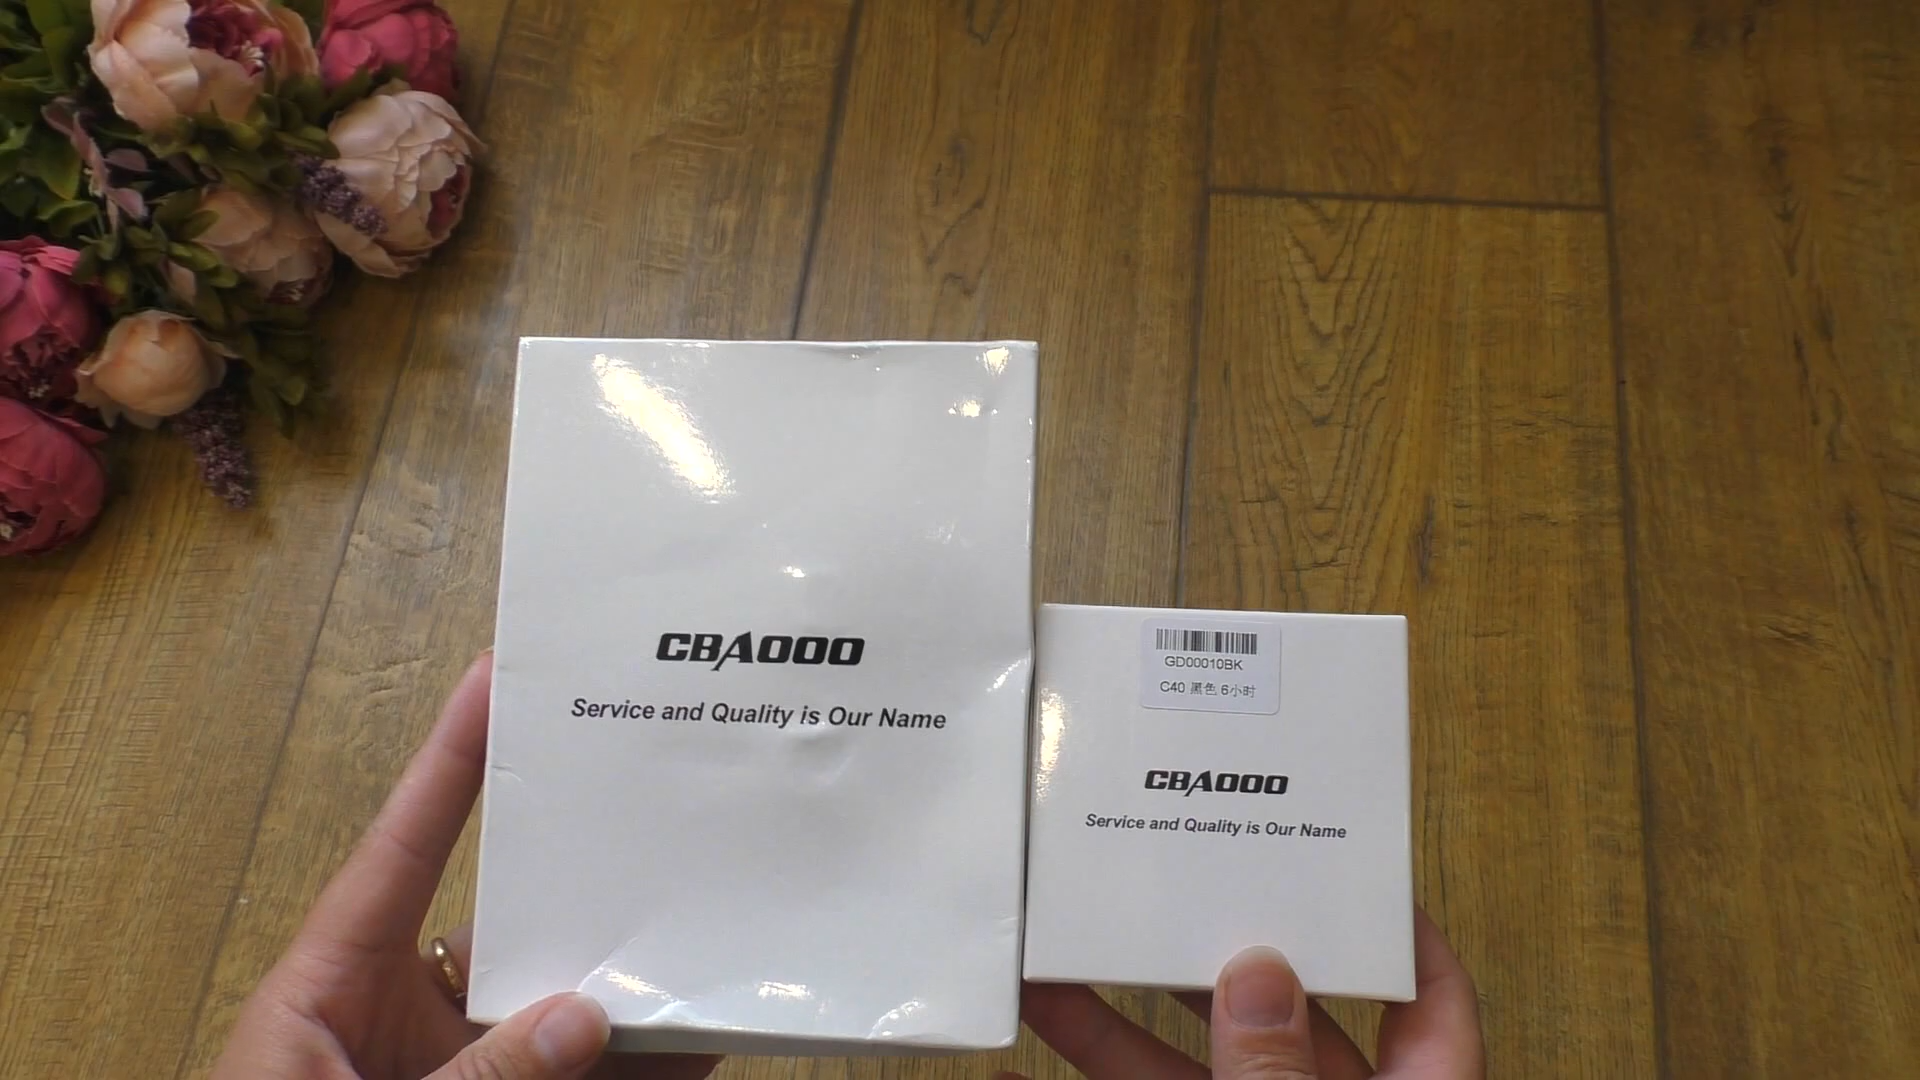 CBAOOO
Service and Quality is Our Name
GD00010BK
C40 黑色 6小时
CBAOOO
Service and Quality is Our Name